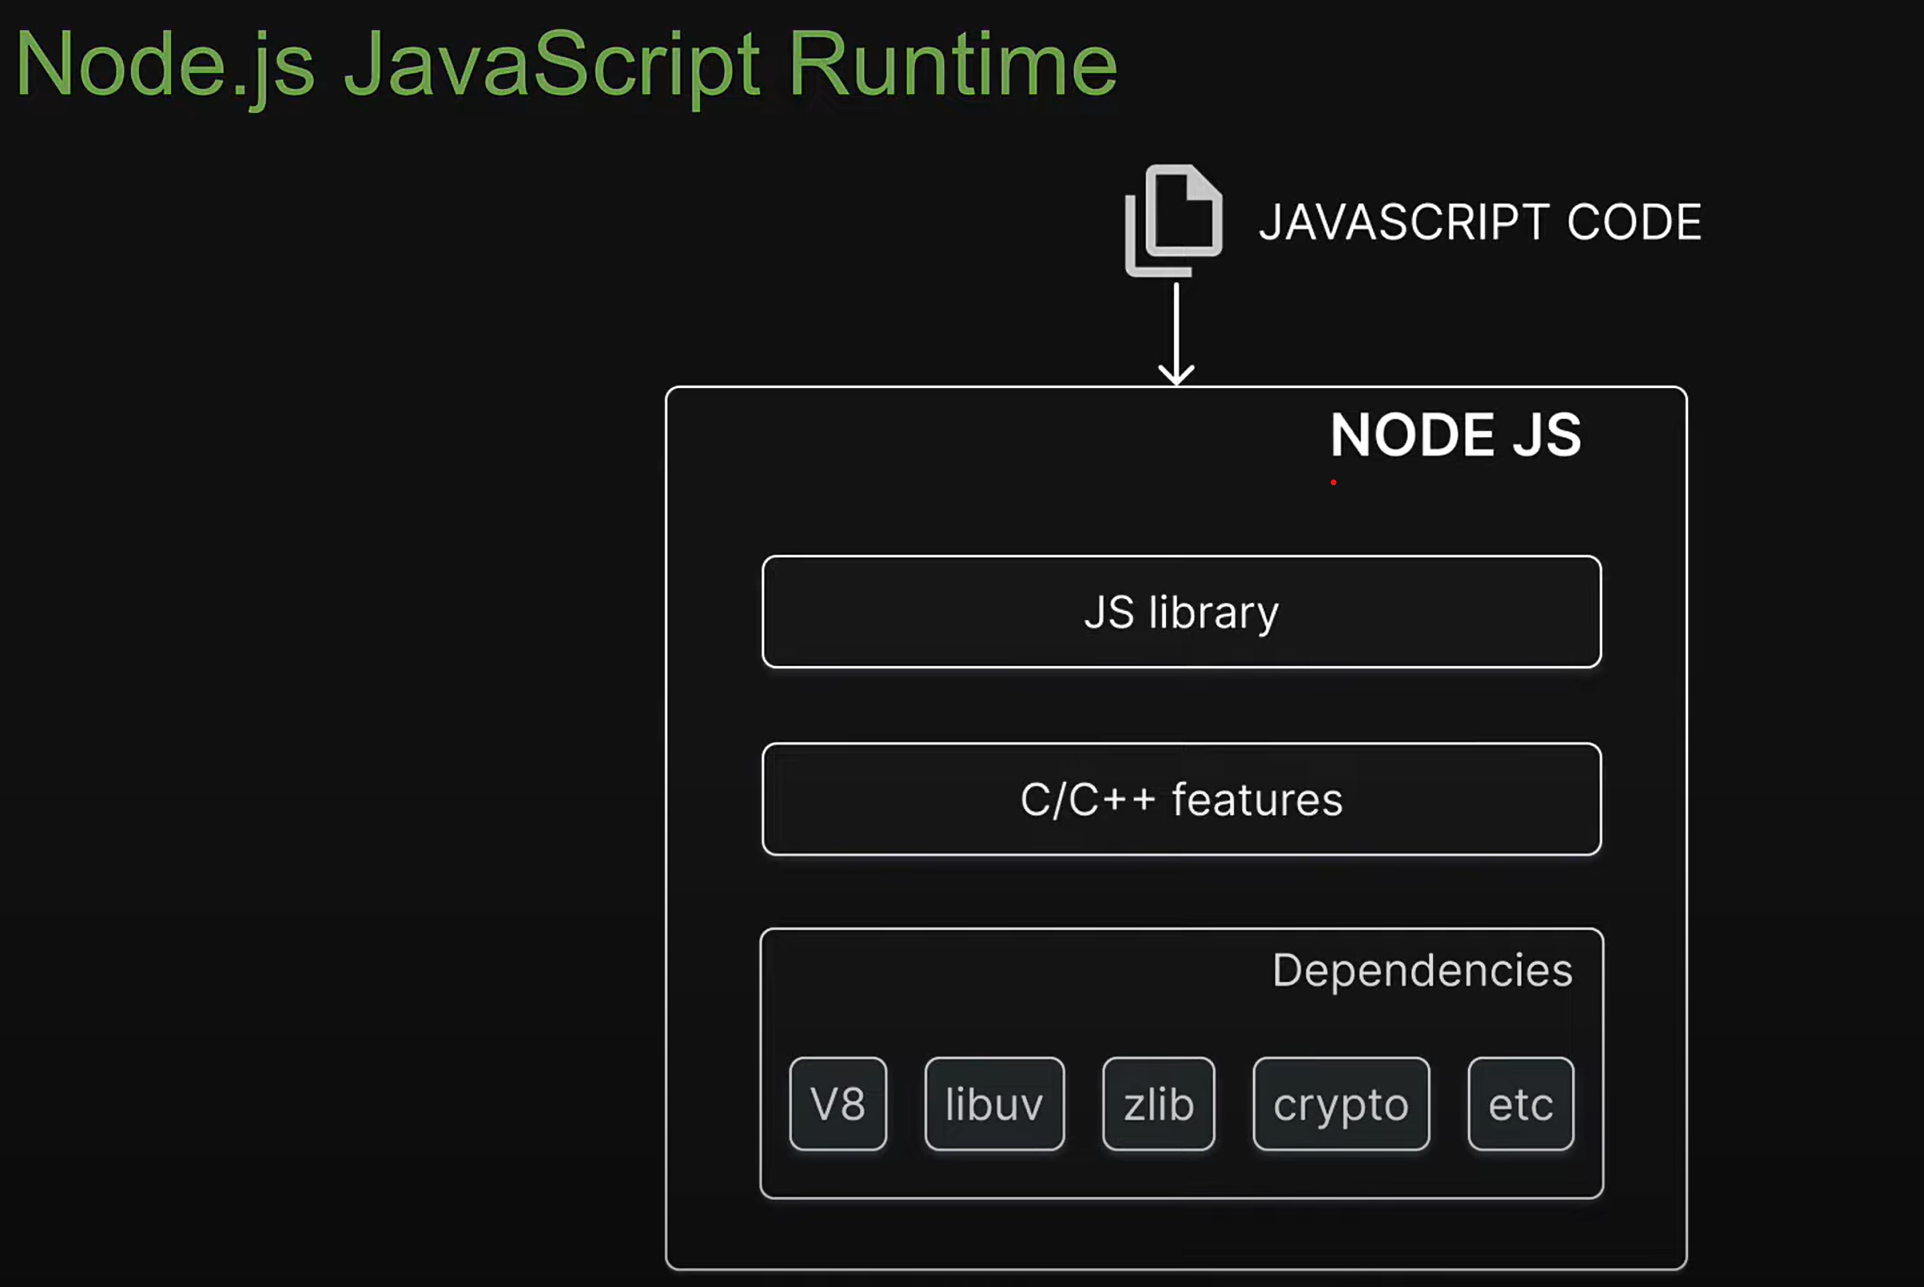 Node.js JavaScript Runtime
JAVASCRIPT CODE
NODE JS
JS library
C/C++ features
Dependencies
V8
libuv
zlib
crypto
etc